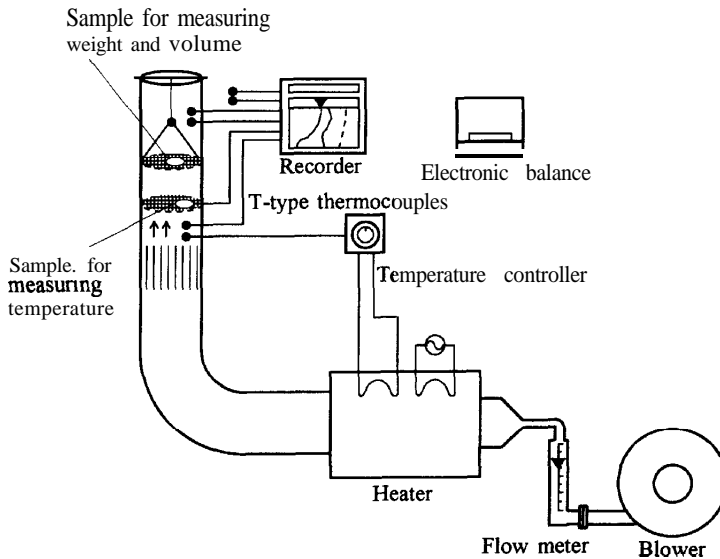 Sample for measuring
weight and volume
Recorder
Electronic balance
T-type thermocouples
Sample. for
measuring
temperature
Temperature controller
Heater
Flow meter
Blower